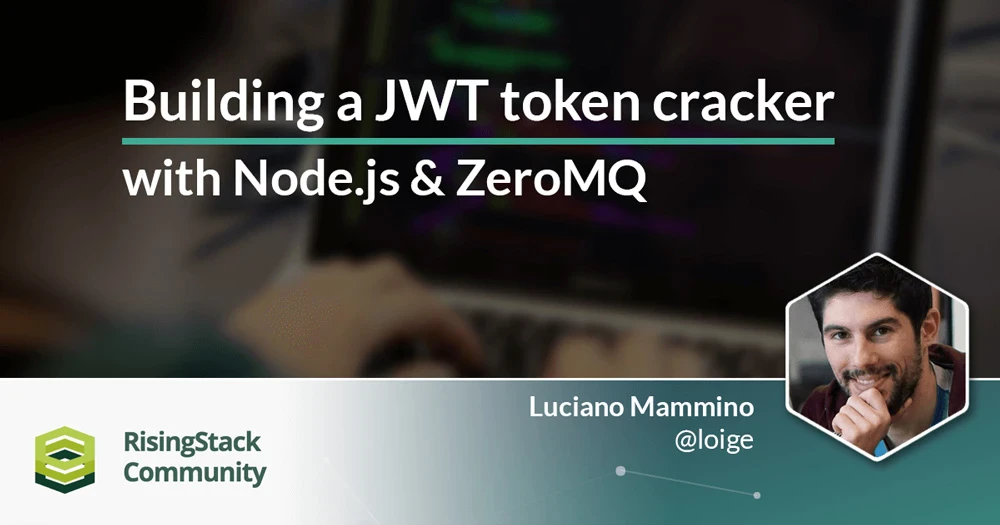 Building a JWT token cracker
with Node.js & ZeroMQ
Luciano Mammino
@loige
RisingStack
Community